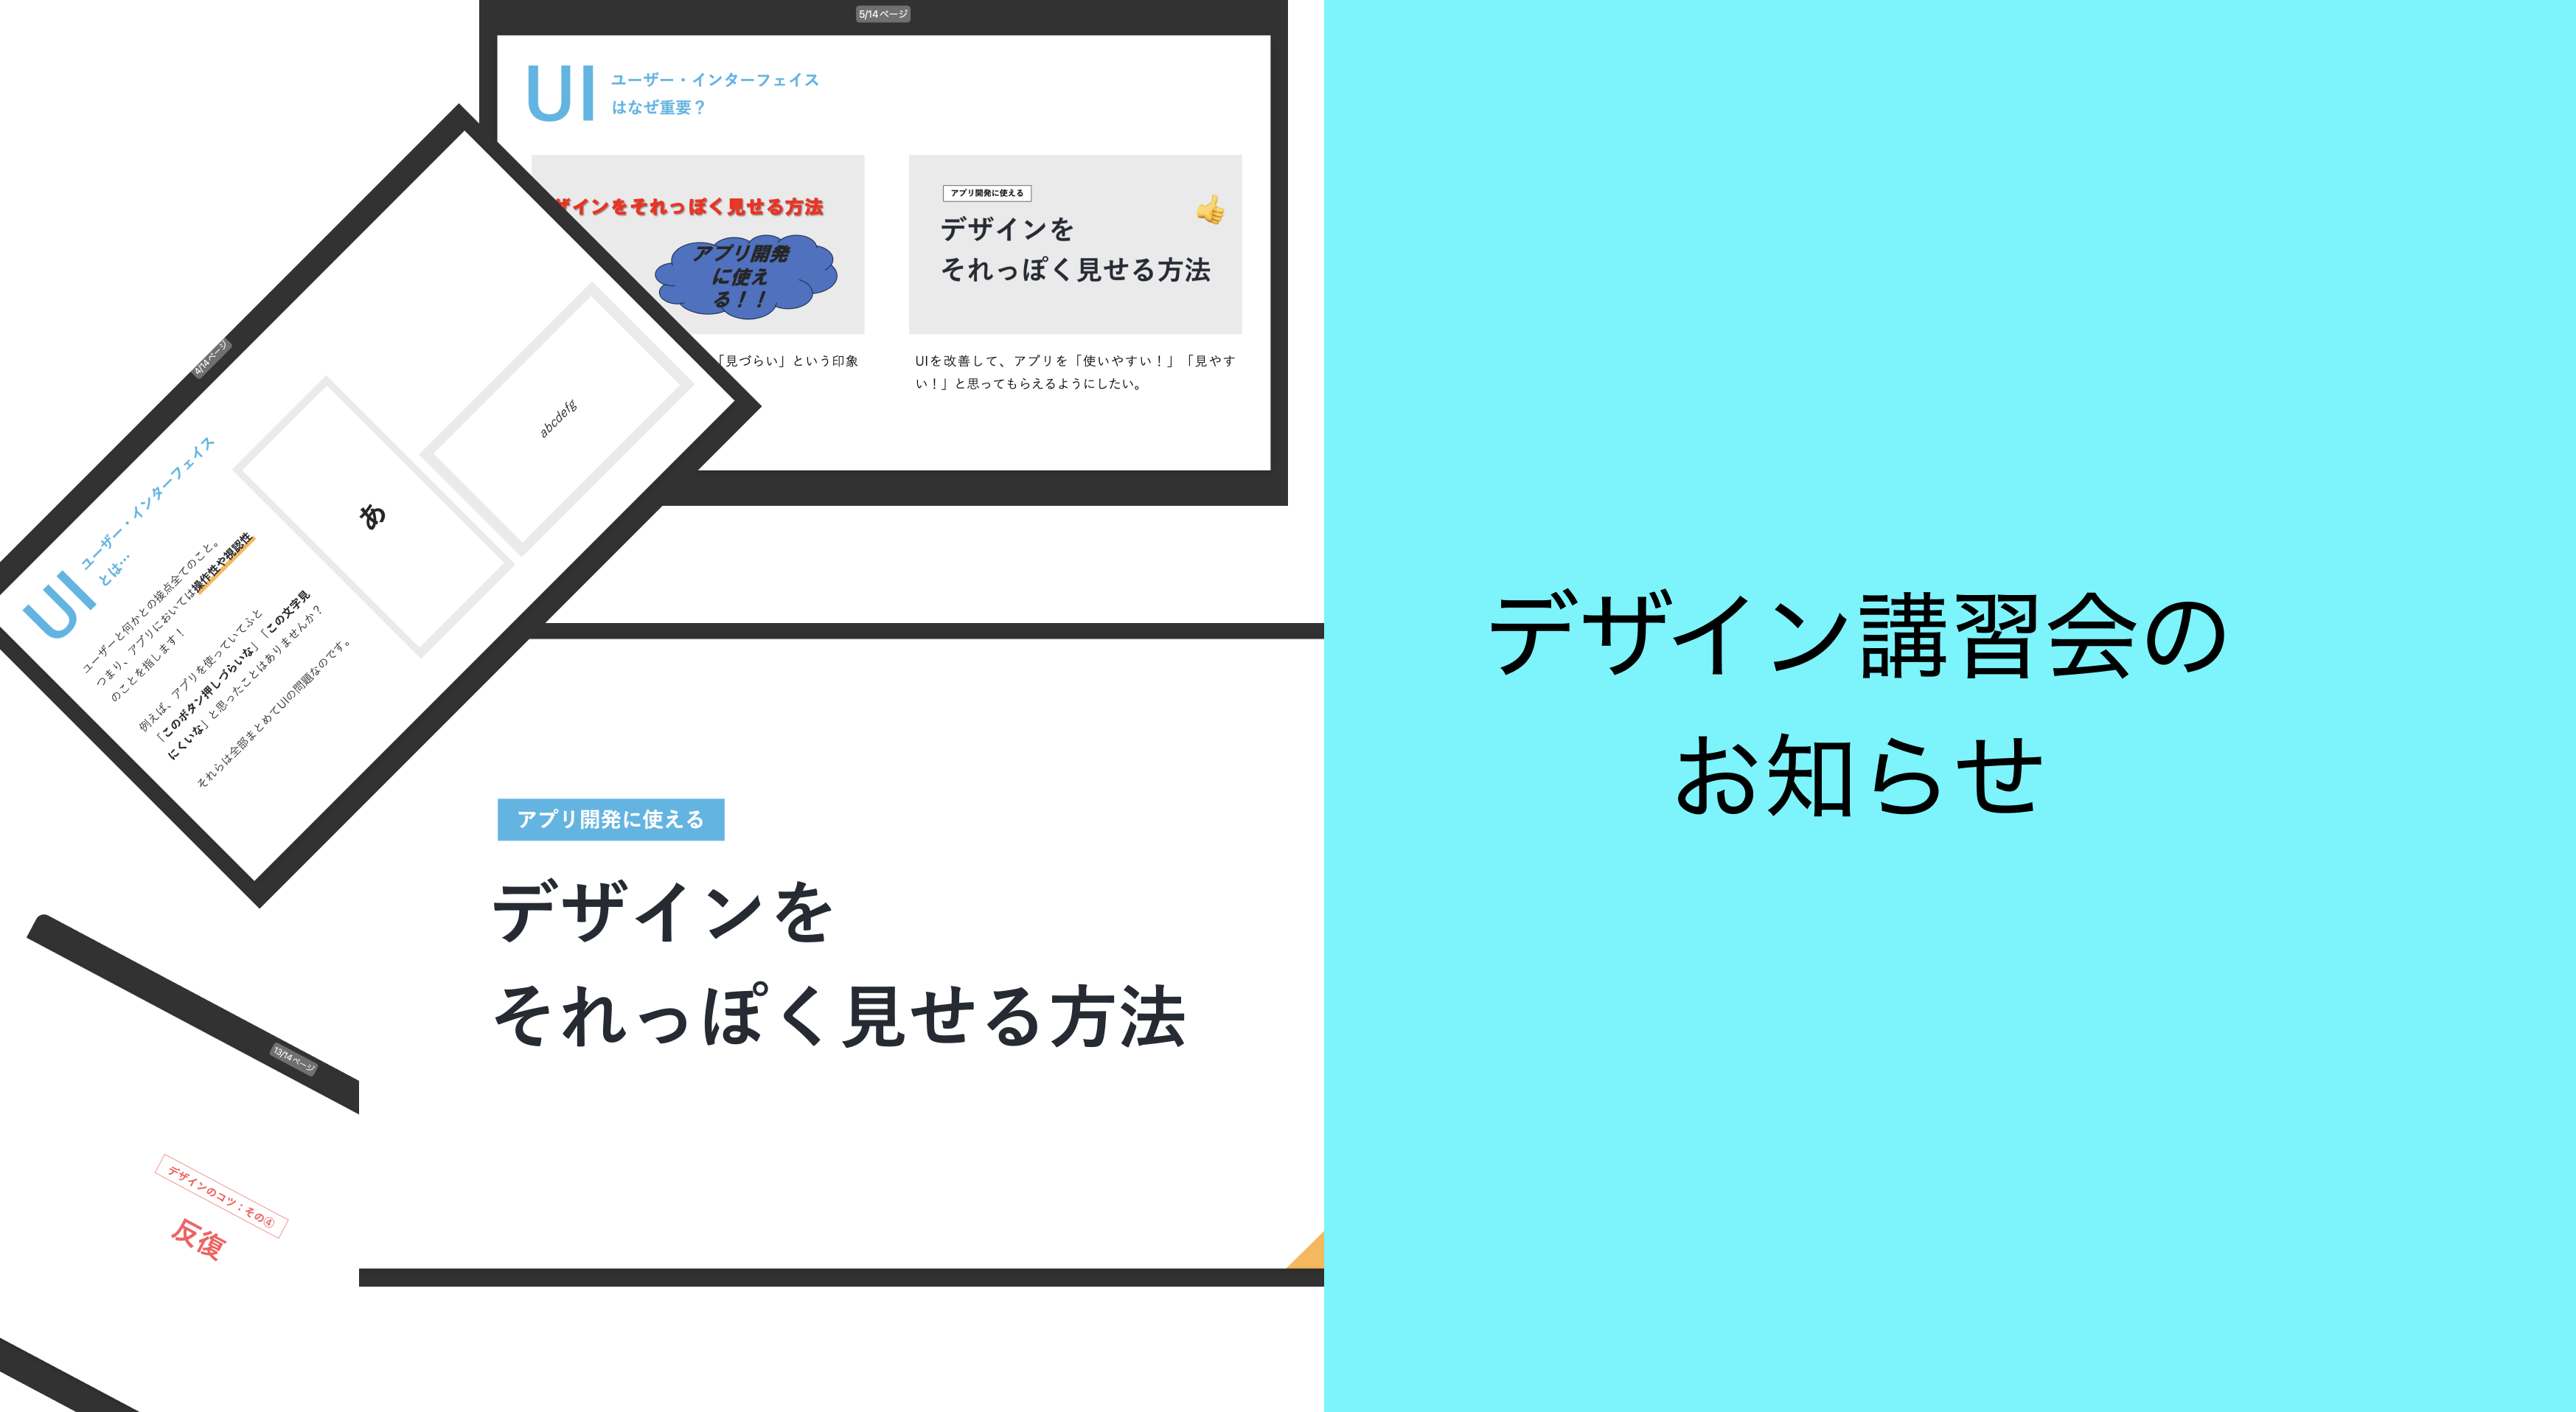 5/14ページ
UI
ユーザー・インターフェイス
はなぜ重要？
ザインをそれっぽく見せる方法
アプリ開発
に使え
る！！
「見づらい」という印象
アプリ開発に使える
デザインを
それっぽく見せる方法
UIを改善して、アプリを「使いやすい！」「見やす
い！」と思ってもらえるようにしたい。
4/14ページ
UI
ユーザー・インターフェイス
とは…
ユーザーと何かとの接点全てのこと。
つまり、アプリにおいては操作性や視認性
のことを指します！
例えば、アプリを使っていてふと
「このボタン押しづらいな」「この文字見
にくいな」と思ったことはありませんか？
それらは全部まとめてUIの問題なのです。
あ
abcdefg
アプリ開発に使える
デザインを
それっぽく見せる方法
13/14ページ
デザインのコツ：その④
反復
デザイン講習会の
お知らせ